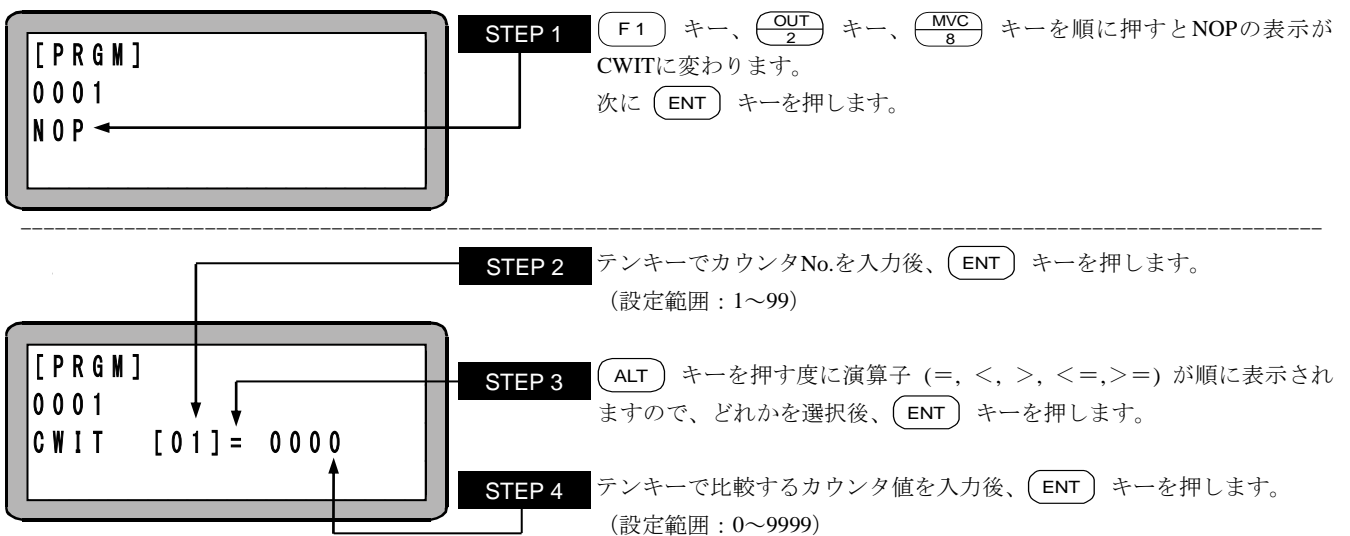 [PRGM]
0001
NOP
STEP 1
F1 キー、OUT 2 キー、MVC 8 キーを順に押すとNOPの表示が
CWITに変わります。
次に ENT キーを押します。
STEP 2
テンキーでカウンタNo.を入力後、ENT キーを押します。
（設定範囲：1～99）
[PRGM]
0001
CWIT [01]= 0000
STEP 3
ALT キーを押す度に演算子 (=, ＜, ＞, ＜=,＞=) が順に表示され
ますので、どれかを選択後、ENT キーを押します。
STEP 4
テンキーで比較するカウンタ値を入力後、ENT キーを押します。
（設定範囲：0～9999）